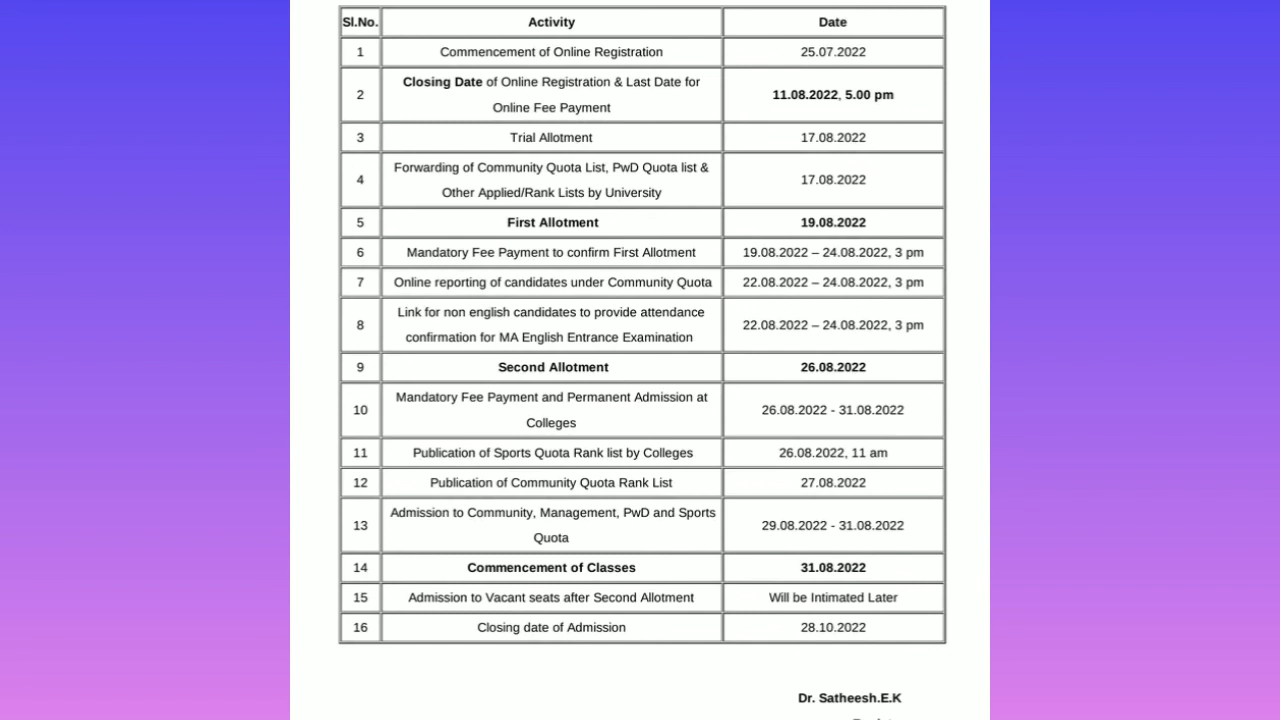 Sl.No. Activity Date
1 Commencement of Online Registration 25.07.2022
Closing Date of Online Registration & Last Date for
2 11.08.2022, 5.00 pm
Online Fee Payment
3 Trial Allotment 17.08.2022
Forwarding of Community Quota List, PwD Quota list &
4 17.08.2022
Other Applied/Rank Lists by University
5 First Allotment 19.08.2022
6 Mandatory Fee Payment to confirm First Allotment 19.08.2022 – 24.08.2022, 3 pm
7 Online reporting of candidates under Community Quota 22.08.2022 – 24.08.2022, 3 pm
Link for non english candidates to provide attendance
8 22.08.2022 – 24.08.2022, 3 pm
confirmation for MA English Entrance Examination
9 Second Allotment 26.08.2022
Mandatory Fee Payment and Permanent Admission at
10 26.08.2022 - 31.08.2022
Colleges
11 Publication of Sports Quota Rank list by Colleges 26.08.2022, 11 am
12 Publication of Community Quota Rank List 27.08.2022
Admission to Community, Management, PwD and Sports
13 29.08.2022 - 31.08.2022
Quota
14 Commencement of Classes 31.08.2022
15 Admission to Vacant seats after Second Allotment Will be Intimated Later
16 Closing date of Admission 28.10.2022
Dr. Satheesh.E.K